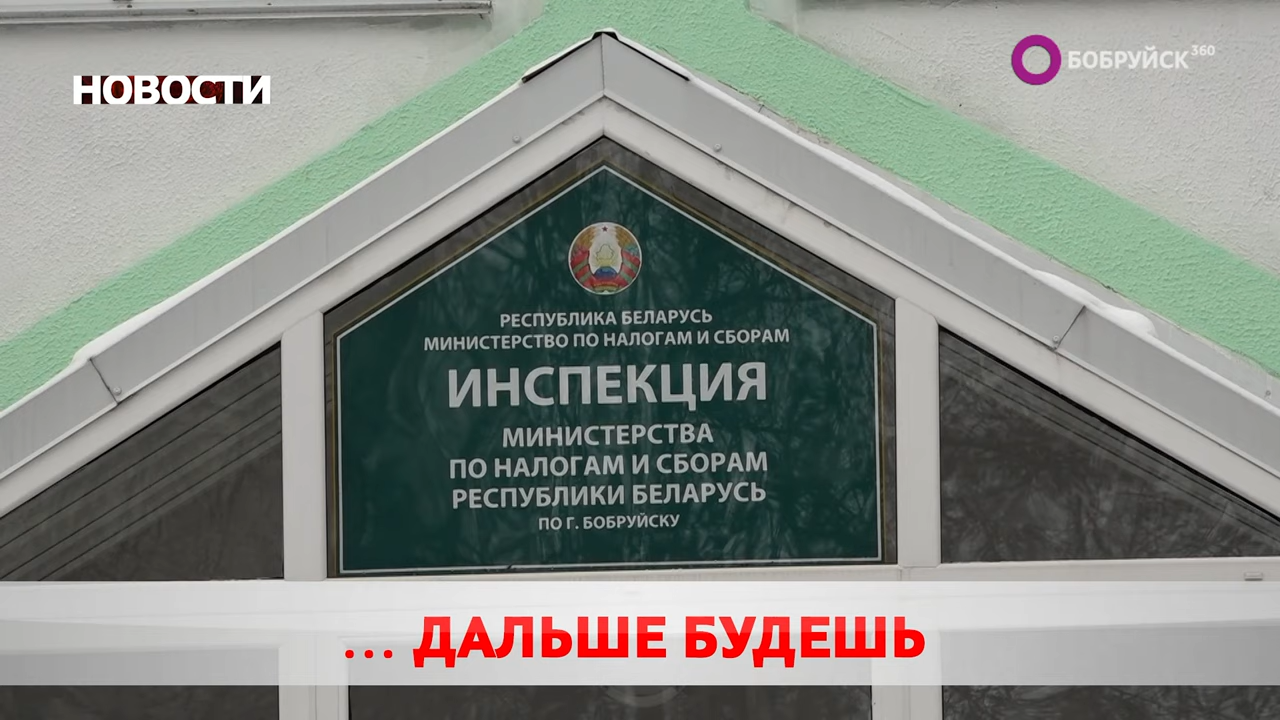 НОВОСТИ
БОБРУЙСК 360
РЕСПУБЛИКА БЕЛАРУСЬ
МИНИСТЕРСТВО ПО НАЛОГАМ И СБОРАМ
ИНСПЕКЦИЯ
МИНИСТЕРСТВА
ПО НАЛОГАМ И СБОРАМ
РЕСПУБЛИКИ БЕЛАРУСЬ
ПО Г. БОБРУЙСКУ
... ДАЛЬШЕ БУДЕШЬ